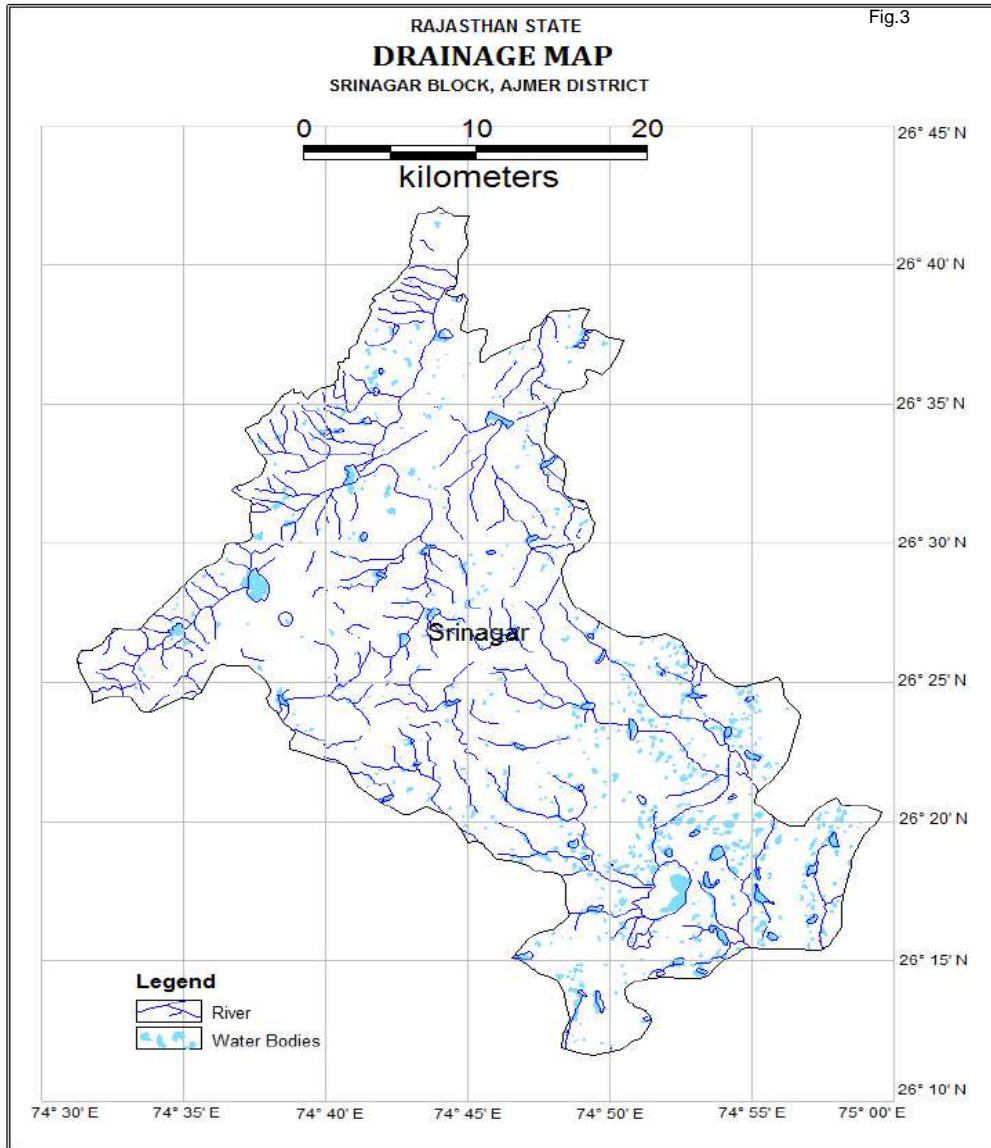 Fig.3
RAJASTHAN STATE
DRAINAGE MAP
SRINAGAR BLOCK, AJMER DISTRICT
0 10 20
kilometers
26° 45' N
26° 40' N
26° 35' N
26° 30' N
Srinagar
26° 25' N
26° 20' N
26° 15' N
Legend
River
Water Bodies
26° 10' N
74° 30' E 74° 35' E 74° 40' E 74° 45' E 74° 50' E 74° 55' E 75° 00' E